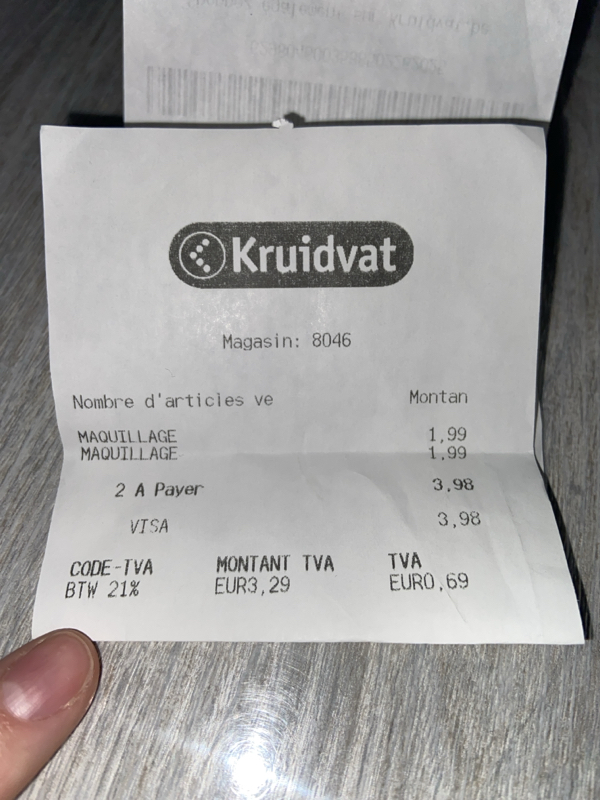 Kruidvat
Magasin: 8046
Nombre d'articles ve Montan
MAQUILLAGE 1,99
MAQUILLAGE 1.99
2 A Payer 3,98
VISA 3,98
CODE-TVA MONTANT TVA TVA
BTW 21% EUR3,29 EUR0,69